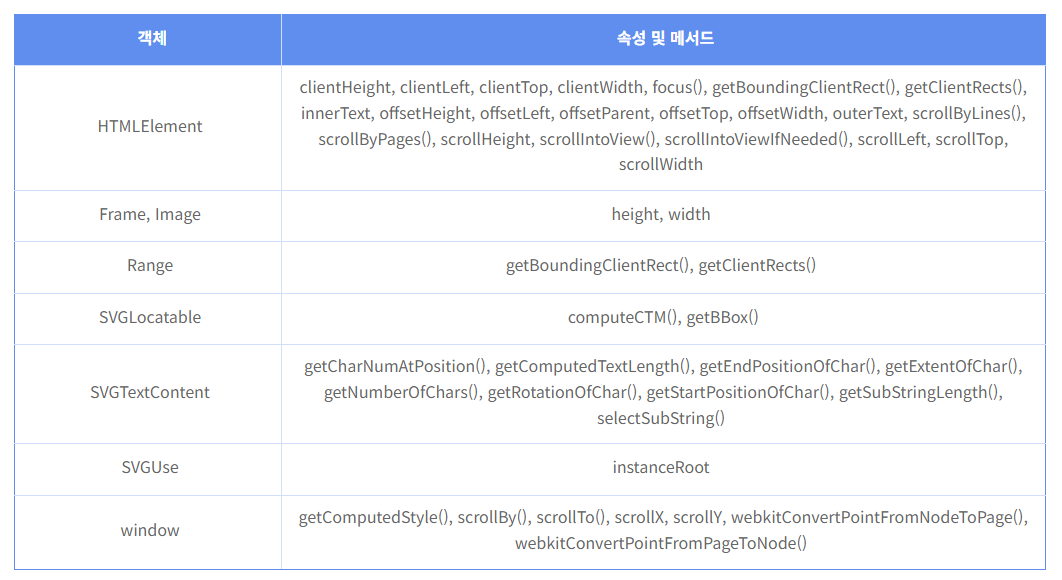 객체
속성 및 메서드
HTMLElement
clientHeight, clientLeft, clientTop, clientWidth, focus(), getBoundingClientRect(), getClientRects(),
innerText, offsetHeight, offsetLeft, offsetParent, offsetTop, offsetWidth, outerText, scrollByLines(),
scrollByPages(), scrollHeight, scrollIntoView(), scrollIntoViewIfNeeded(), scrollLeft, scrollTop,
scrollWidth
Frame, Image
height, width
Range
getBoundingClientRect(), getClientRects()
SVGLocatable
computeCTM(), getBBox()
SVGTextContent
getCharNumAtPosition(), getComputedTextLength(), getEndPositionOfChar(), getExtentOfChar(),
getNumberOfChars(), getRotationOfChar(), getStartPositionOfChar(), getSubStringLength(),
selectSubString()
SVGUse
instanceRoot
window
getComputedStyle(), scrollBy(), scrollTo(), scrollX, scrollY, webkitConvertPointFromNodeToPage(),
webkitConvertPointFromPageToNode()